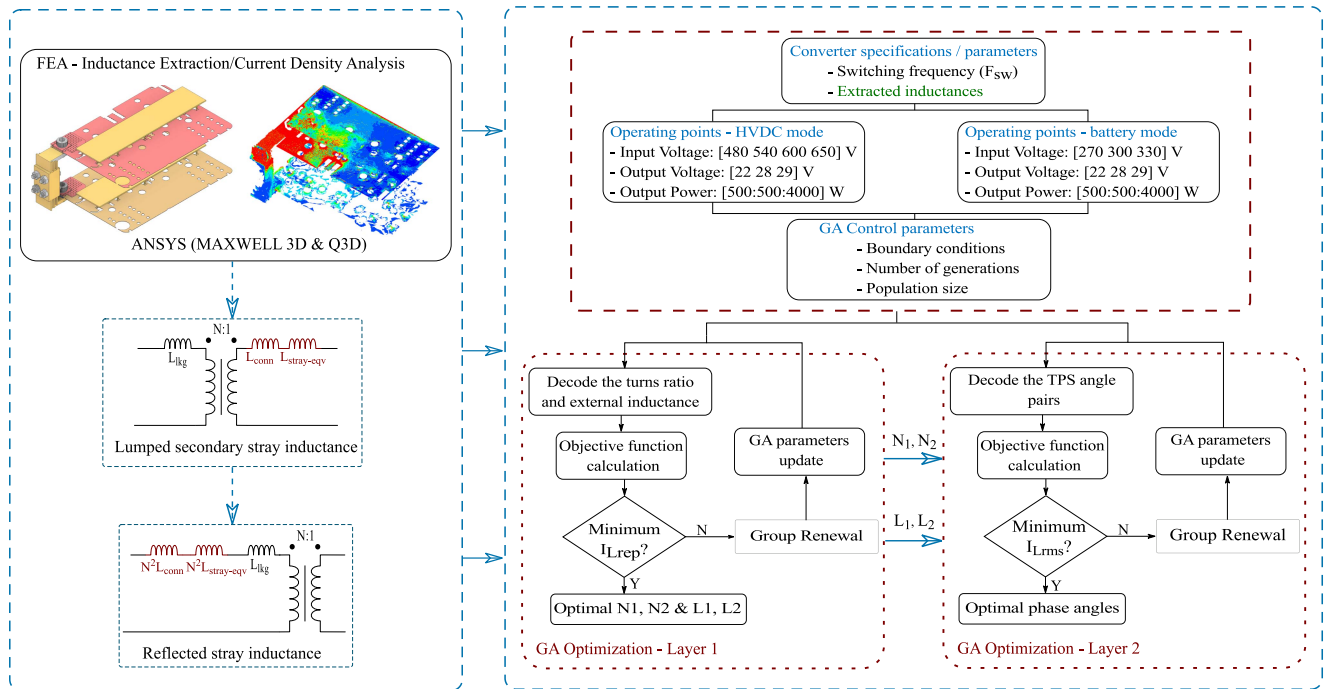 FEA - Inductance Extraction/Current Density Analysis
ANSYS (MAXWELL 3D & Q3D)
N:1
Llkg
Lconn Lstray-eqv
Lumped secondary stray inductance
N:1
N²Lconn N²Lstray-eqv Llkg
Reflected stray inductance
Converter specifications / parameters
- Switching frequency (FSW)
- Extracted inductances
Operating points - HVDC mode
- Input Voltage: [480 540 600 650] V
- Output Voltage: [22 28 29] V
- Output Power: [500:500:4000] W
Operating points - battery mode
- Input Voltage: [270 300 330] V
- Output Voltage: [22 28 29] V
- Output Power: [500:500:4000] W
GA Control parameters
- Boundary conditions
- Number of generations
- Population size
Decode the turns ratio
and external inductance
Objective function
calculation
GA parameters
update
Minimum
ILrep?
N
Group Renewal
Y
Optimal N1, N2 & L1, L2
GA Optimization - Layer 1
N1, N2
L1, L2
Decode the TPS angle
pairs
Objective function
calculation
GA parameters
update
Minimum
ILrms?
N
Group Renewal
Y
Optimal phase angles
GA Optimization - Layer 2